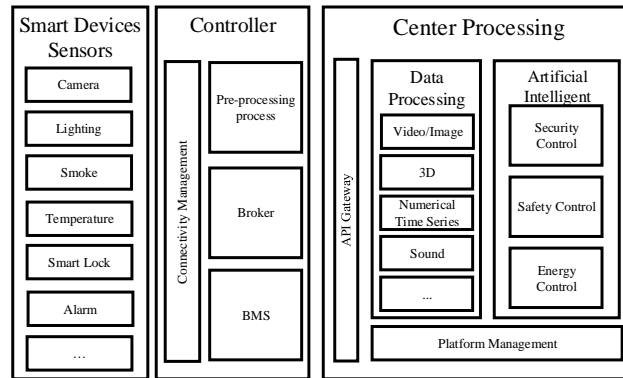 Smart Devices
Sensors
Camera
Lighting
Smoke
Temperature
Smart Lock
Alarm
...
Controller
Connectivity Management
Pre-processing
process
Broker
BMS
Center Processing
API Gateway
Data
Processing
Video/Image
3D
Numerical
Time Series
Sound
...
Artificial
Intelligent
Security
Control
Safety Control
Energy
Control
Platform Management